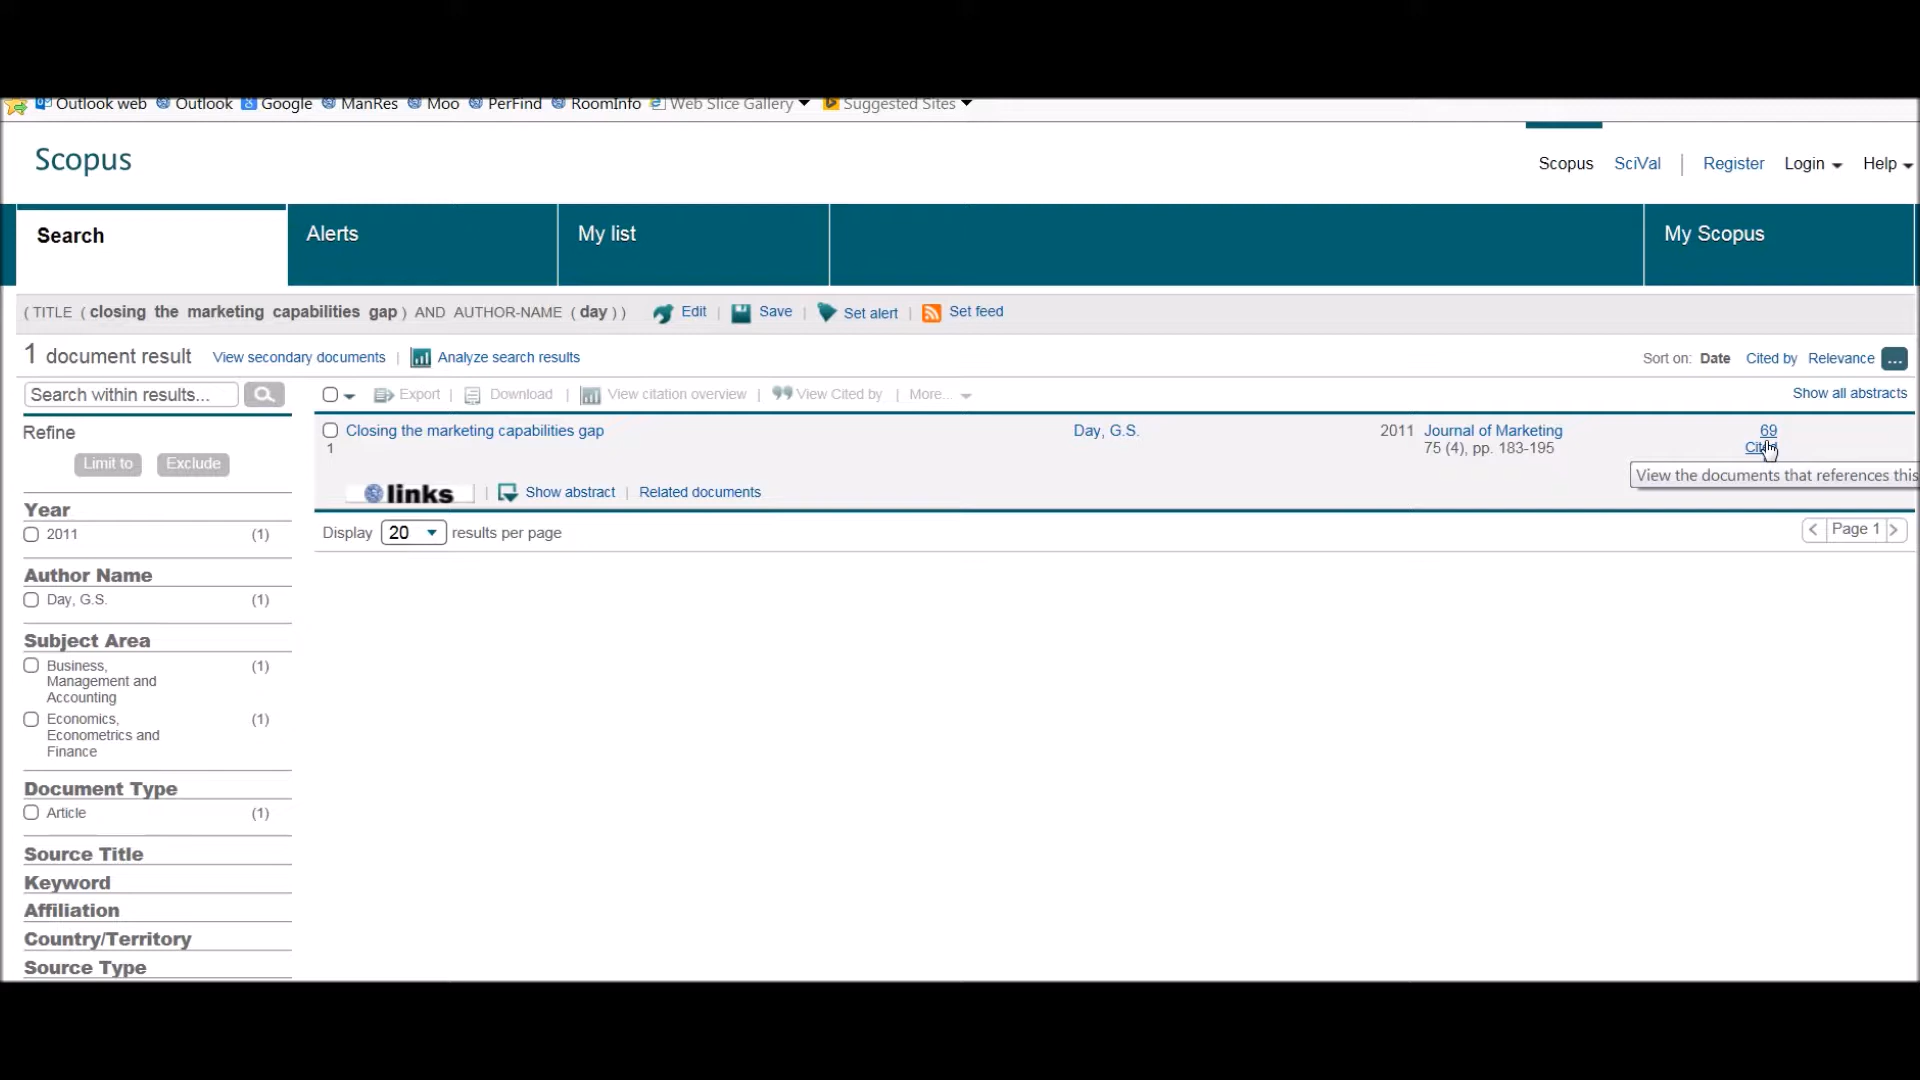 Outlook web Outlook Google ManRes Moo PerFind RoomInfo Web Slice Gallery Suggested Sites
Scopus
Scopus SciVal | Register Login Help
Search Alerts My list My Scopus
( TITLE ( closing the marketing capabilities gap ) AND AUTHOR-NAME ( day ) ) Edit | Save | Set alert | Set feed
1 document result View secondary documents | Analyze search results Sort on: Date Cited by Relevance ...
Search within results... Export | Download | View citation overview | View Cited by | More... Show all abstracts
Refine
Limit to Exclude
Closing the marketing capabilities gap Day, G.S. 2011 Journal of Marketing 69
1 75 (4), pp. 183-195
View the documents that references this
links | Show abstract | Related documents
Display 20 results per page Page 1
Year
2011 (1)
Author Name
Day, G.S. (1)
Subject Area
Business, (1)
Management and
Accounting
Economics, (1)
Econometrics and
Finance
Document Type
Article (1)
Source Title
Keyword
Affiliation
Country/Territory
Source Type